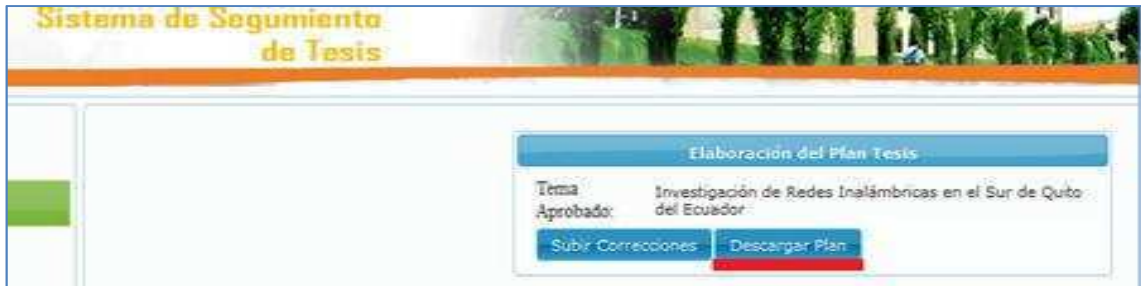 Sistema de Segumiento
de Tesis
Elaboración del Plan Tesis
Tema
Aprobado:
Investigación de Redes Inalámbricas en el Sur de Quito
del Ecuador
Subir Correcciones
Descargar Plan